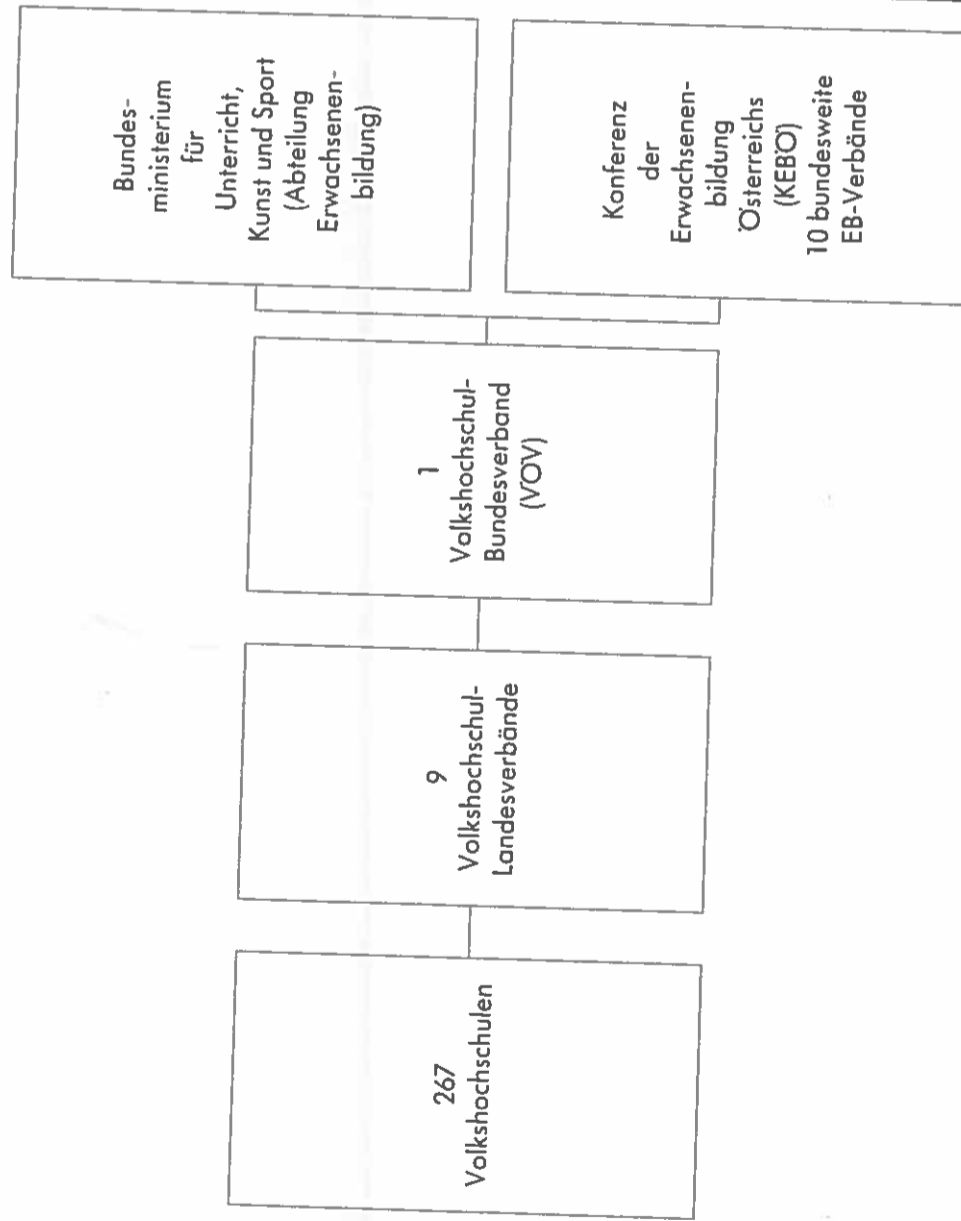 267
Volkshochschulen
9
Volkshochschul-
Landesverbände
1
Volkshochschul-
Bundesverband
(VÖV)
Konferenz
der
Erwachsenen-
bildung
Österreichs
(KEBÖ)
10 bundesweite
EB-Verbände
Bundes-
ministerium
für
Unterricht,
Kunst und Sport
(Abteilung
Erwachsenen-
bildung)